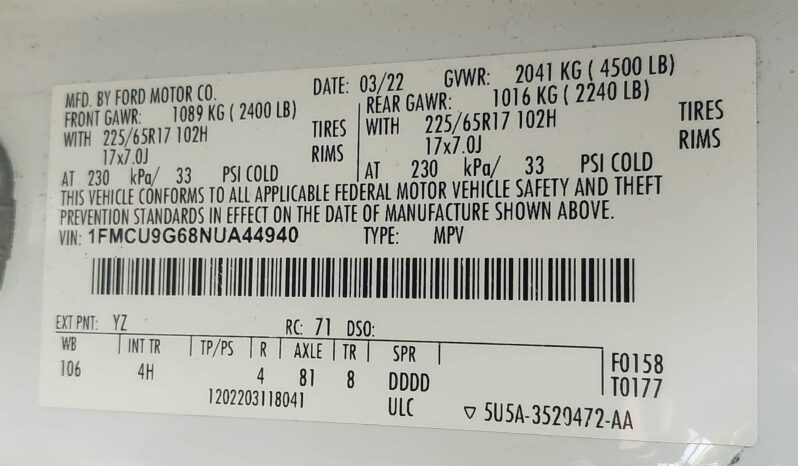 MFD. BY FORD MOTOR CO. DATE: 03/22 GVWR: 2041 KG ( 4500 LB)
FRONT GAWR: 1089 KG ( 2400 LB) REAR GAWR: 1016 KG ( 2240 LB)
WITH 225/65R17 102H TIRES WITH 225/65R17 102H TIRES
17x7.0J RIMS 17x7.0J RIMS
AT 230 kPa/ 33 PSI COLD AT 230 kPa/ 33 PSI COLD
THIS VEHICLE CONFORMS TO ALL APPLICABLE FEDERAL MOTOR VEHICLE SAFETY AND THEFT
PREVENTION STANDARDS IN EFFECT ON THE DATE OF MANUFACTURE SHOWN ABOVE.
VIN: 1FMCU9G68NUA44940 TYPE: MPV
EXT PNT: YZ RC: 71 DSO:
WB INT TR TP/PS R AXLE TR SPR F0158
106 4H 4 81 8 DDDD T0177
1202203118041 ULC ▽ 5U5A-3520472-AA